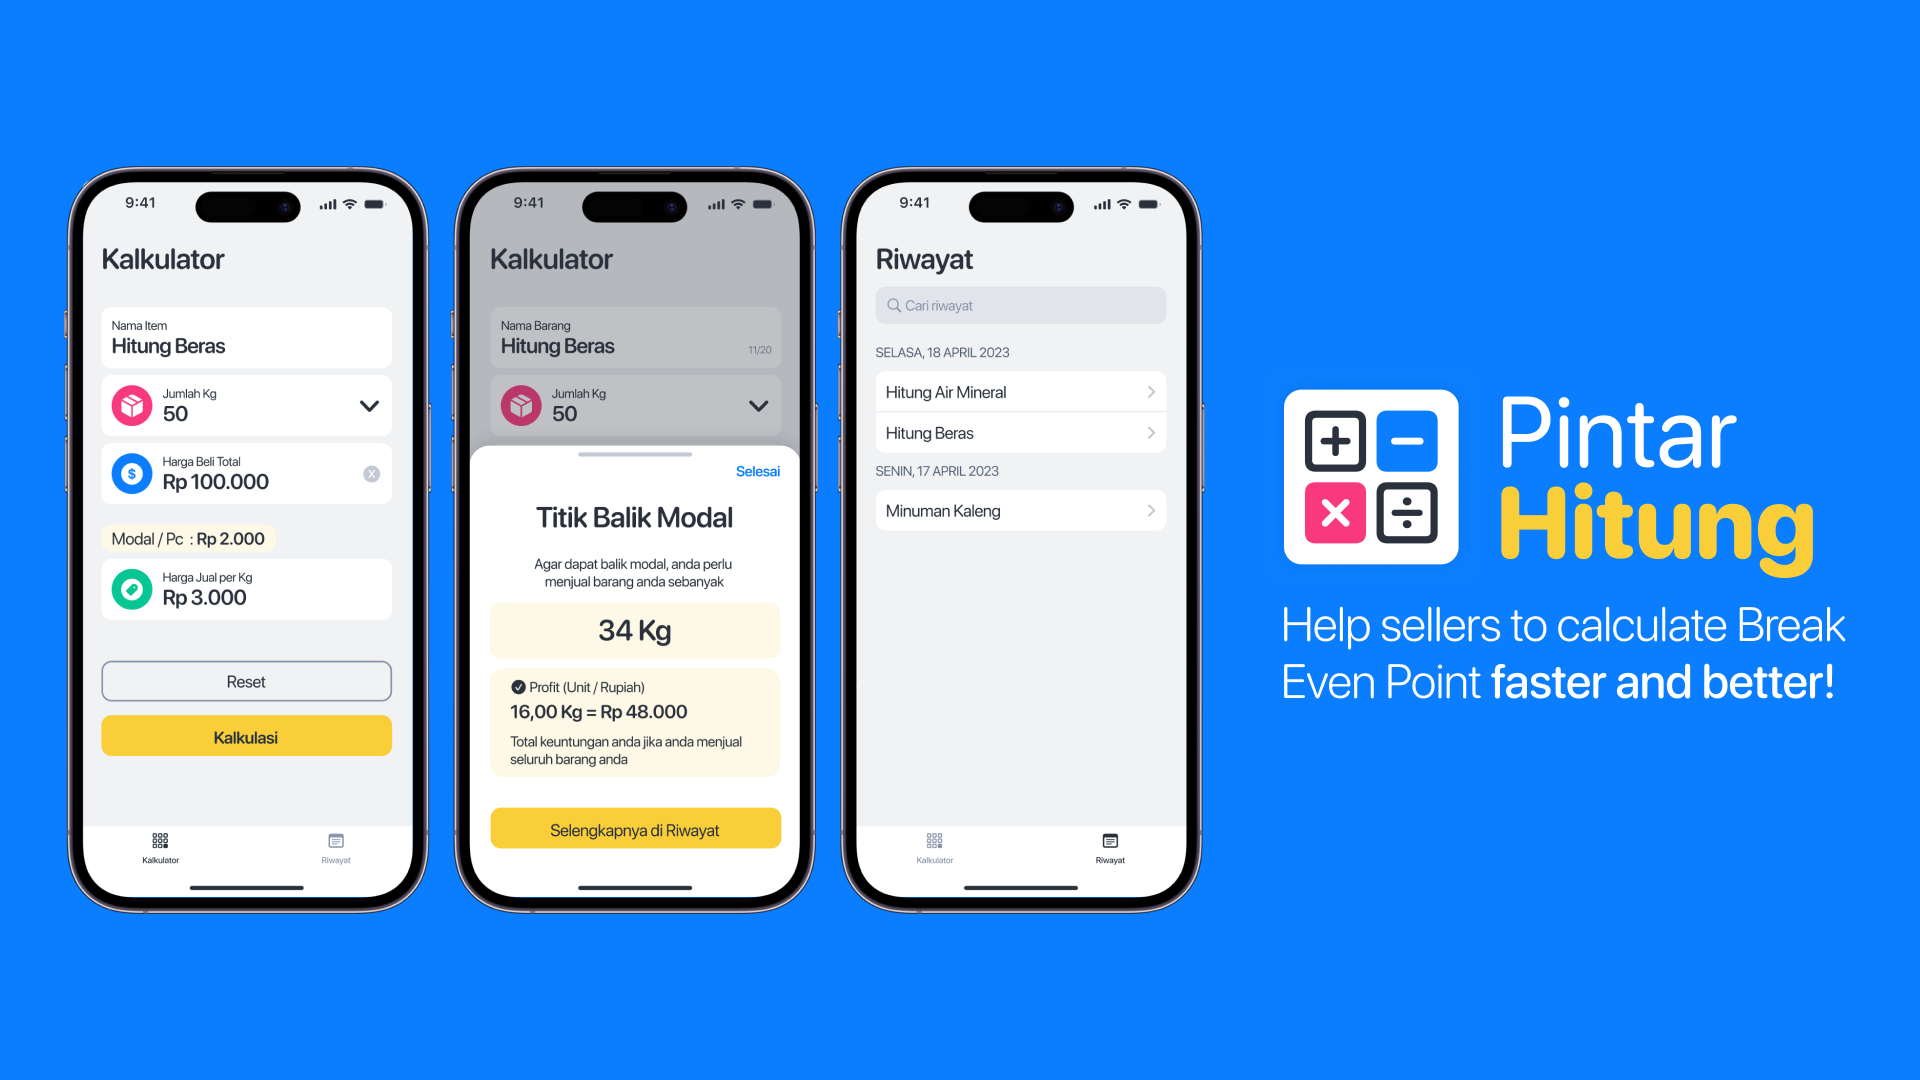 9:41
Kalkulator
Nama Item
Hitung Beras
Jumlah Kg
50
Harga Beli Total
Rp 100.000
X
Modal / Pc : Rp 2.000
Harga Jual per Kg
Rp 3.000
Reset
Kalkulasi
Kalkulator
Riwayat
9:41
Kalkulator
Nama Barang
Hitung Beras
11/20
Jumlah Kg
50
Selesai
Titik Balik Modal
Agar dapat balik modal, anda perlu
menjual barang anda sebanyak
34 Kg
Profit (Unit / Rupiah)
16,00 Kg = Rp 48.000
Total keuntungan anda jika anda menjual
seluruh barang anda
Selengkapnya di Riwayat
9:41
Riwayat
Cari riwayat
SELASA, 18 APRIL 2023
Hitung Air Mineral
Hitung Beras
SENIN, 17 APRIL 2023
Minuman Kaleng
Kalkulator
Riwayat
Pintar
Hitung
Help sellers to calculate Break
Even Point faster and better!